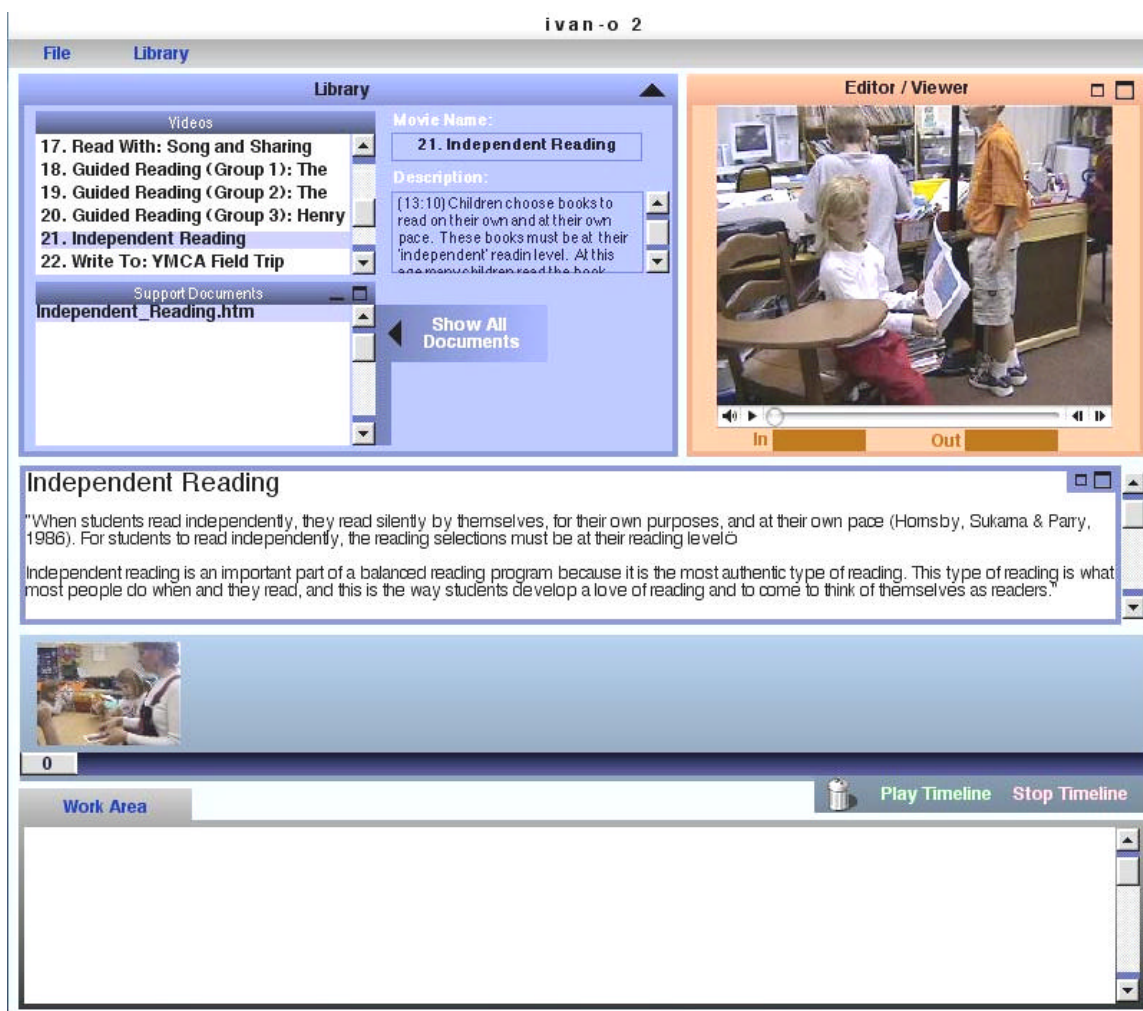 ivan-o 2
File Library
Library
Videos
17. Read With: Song and Sharing
18. Guided Reading (Group 1): The
19. Guided Reading (Group 2): The
20. Guided Reading (Group 3): Henry
21. Independent Reading
22. Write To: YMCA Field Trip
Support Documents
Independent_Reading.htm
Movie Name:
21. Independent Reading
Description:
(13:10) Children choose books to
read on their own and at their own
pace. These books must be at their
'independent' readin level. At this
age many children read the book
Show All
Documents
Editor / Viewer
In Out
Independent Reading
"When students read independently, they read silently by themselves, for their own purposes, and at their own pace (Hornsby, Sukarna & Parry,
1986). For students to read independently, the reading selections must be at their reading levelö
Independent reading is an important part of a balanced reading program because it is the most authentic type of reading. This type of reading is what
most people do when and they read, and this is the way students develop a love of reading and to come to think of themselves as readers."
0
Play Timeline Stop Timeline
Work Area